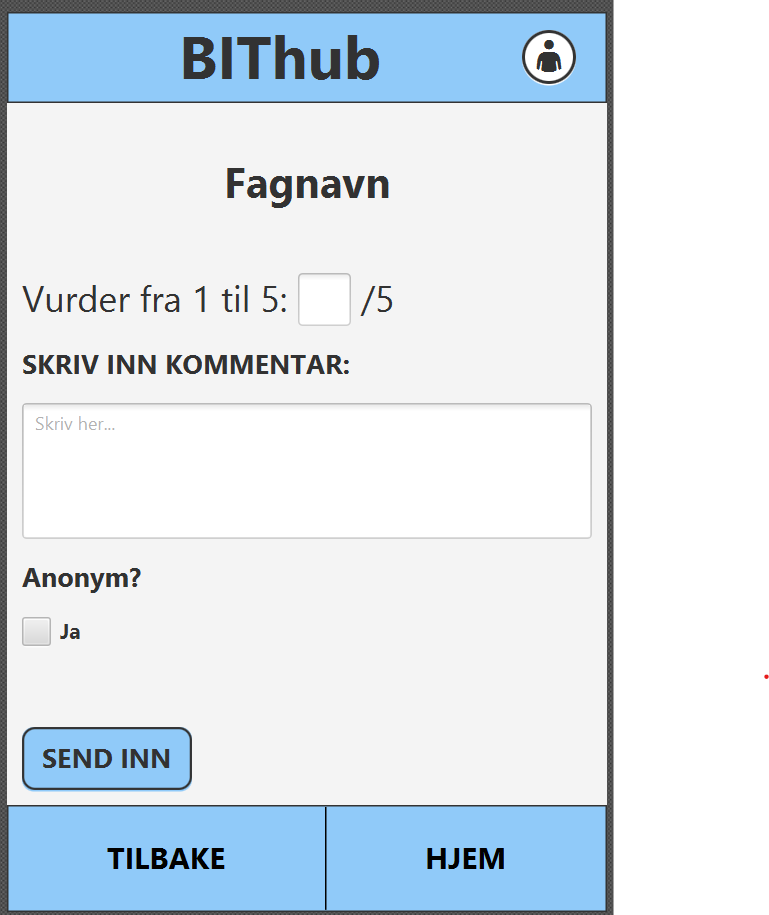 BIThub
Fagnavn
Vurder fra 1 til 5: /5
SKRIV INN KOMMENTAR:
Skriv her...
Anonym?
Ja
SEND INN
TILBAKE HJEM